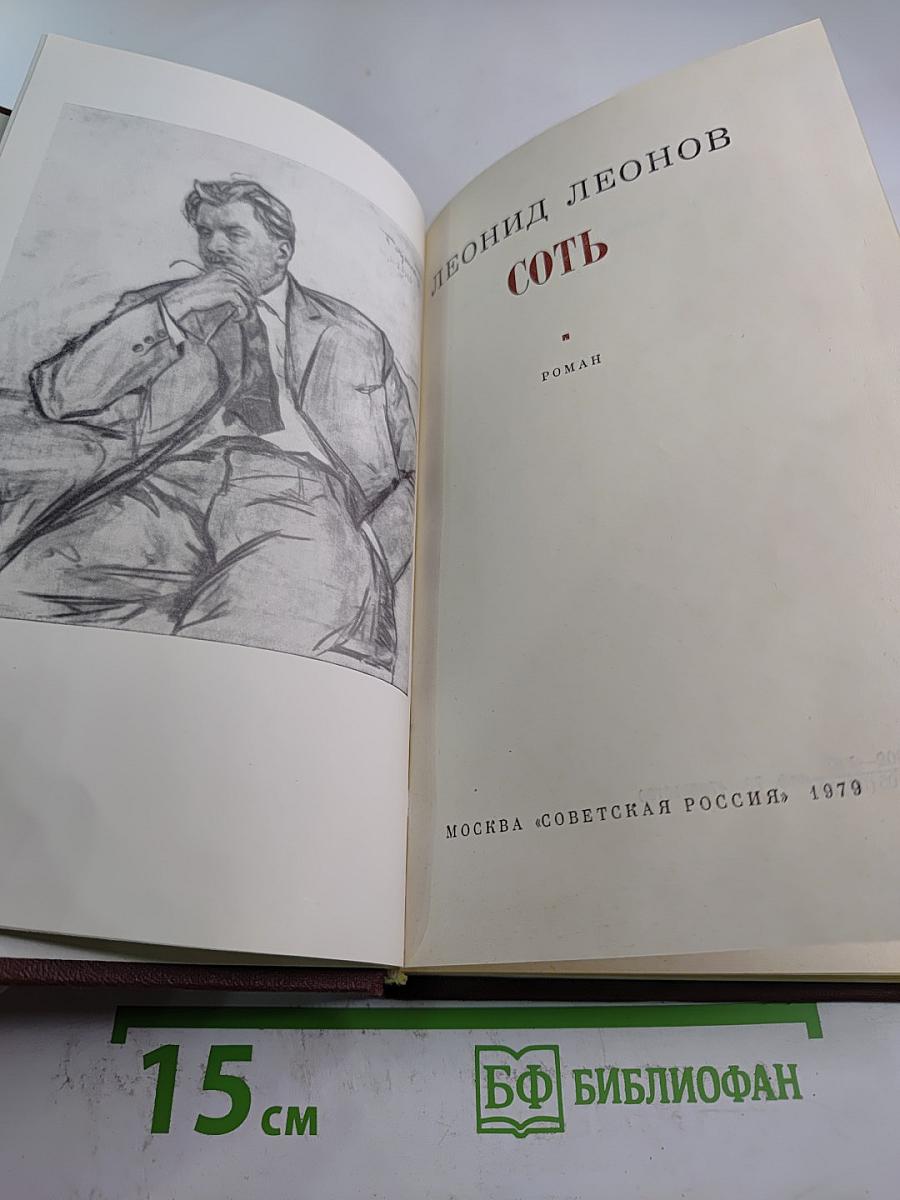 ЛЕОНИД ЛЕОНОВ
СОТЬ
РОМАН
МОСКВА «СОВЕТСКАЯ РОССИЯ» 1979
15 см
БФ БИБЛИОФАН